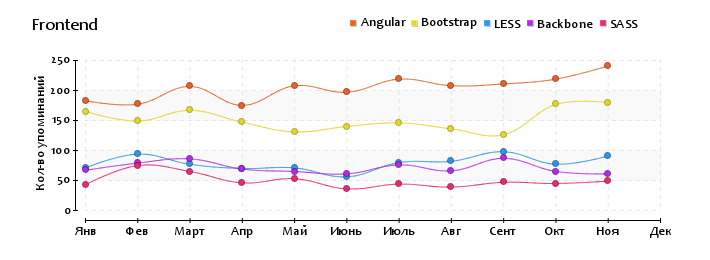 Frontend
Angular Bootstrap LESS Backbone SASS
Кол-во упоминаний
250
200
150
100
50
0
Янв Фев Март Апр Май Июнь Июль Авг Сент Окт Ноя Дек